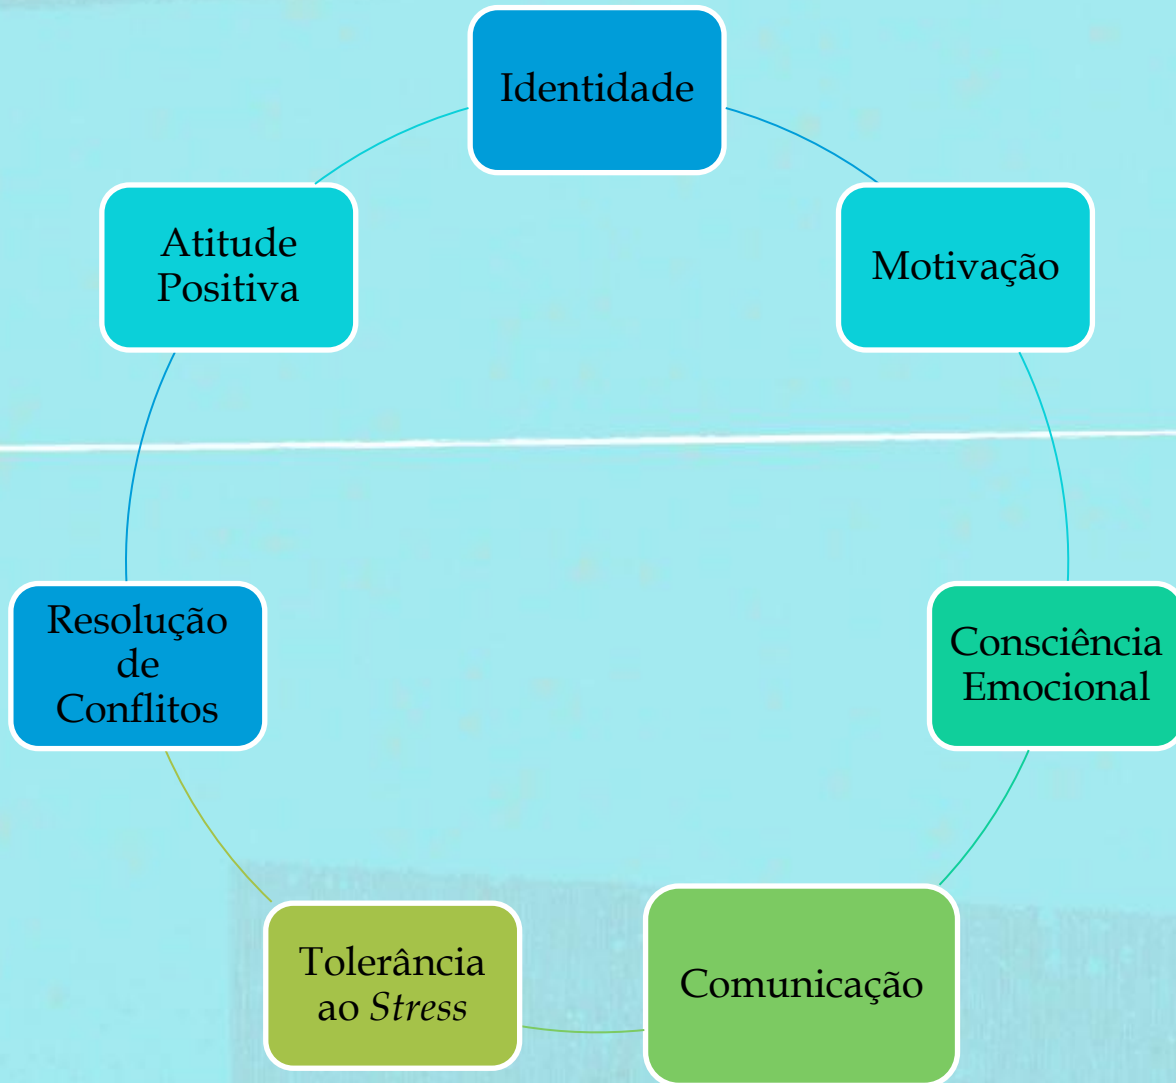 Identidade
Motivação
Consciência
Emocional
Comunicação
Tolerância
ao Stress
Resolução
de
Conflitos
Atitude
Positiva